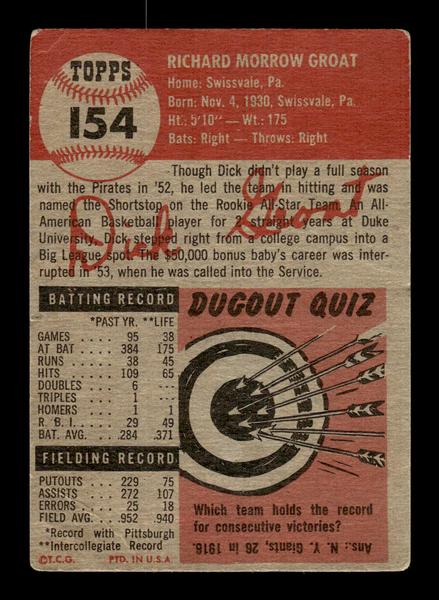 TOPPS
154
RICHARD MORROW GROAT
Home: Swissvale, Pa.
Born: Nov. 4, 1930, Swissvale, Pa.
Ht.: 5'10" — Wt.: 175
Bats: Right — Throws: Right
Though Dick didn't play a full season
with the Pirates in '52, he led the team in hitting and was
named the Shortstop on the Rookie All-Star Team. An All-
American Basketball player for 2 straight years at Duke
University, Dick stepped right from a college campus into a
Big League spot. The $50,000 bonus baby's career was inter-
rupted in '53, when he was called into the Service.
Dick Groat
BATTING RECORD
*PAST YR. **LIFE
GAMES .... 95 38
AT BAT .... 384 175
RUNS .... 38 45
HITS .... 109 65
DOUBLES .. 6 -
TRIPLES ... 1 -
HOMERS ... 1 1
R. B. I. .... 29 49
BAT. AVG. ... .284 .371
FIELDING RECORD
PUTOUTS .... 229 75
ASSISTS .... 272 107
ERRORS .... 25 18
FIELD AVG. ... .952 .940
*Record with Pittsburgh
**Intercollegiate Record
©T.C.G. PTD. IN U.S.A
DUGOUT QUIZ
Which team holds the record
for consecutive victories?
Ans.: N. Y. Giants, 26 in 1916.